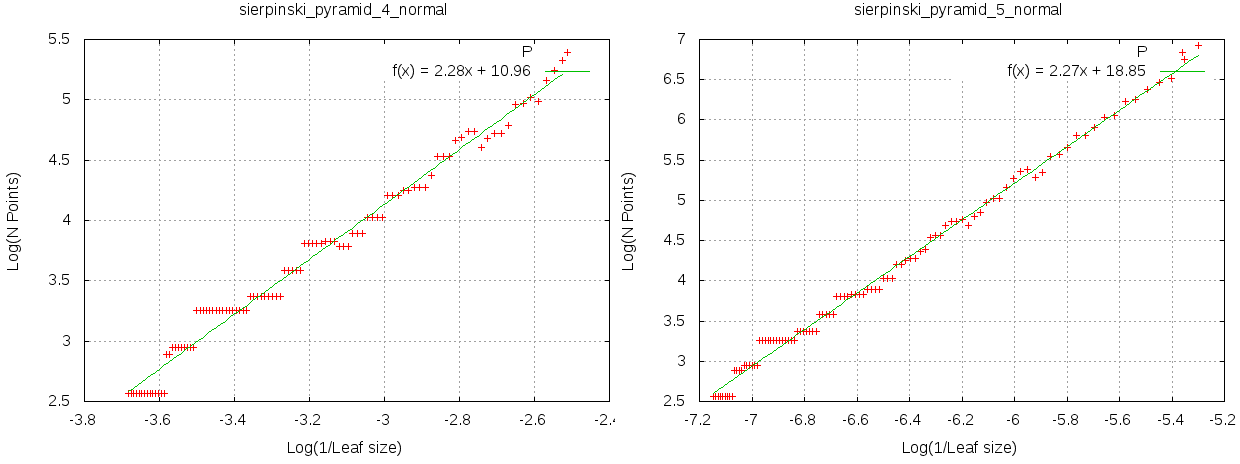 sierpinski_pyramid_4_normal
5.5
5
4.5
4
3.5
3
2.5
-3.8 -3.6 -3.4 -3.2 -3 -2.8 -2.6 -2.4
Log(N Points)
Log(1/Leaf size)
P
f(x) = 2.28x + 10.96
sierpinski_pyramid_5_normal
7
6.5
6
5.5
5
4.5
4
3.5
3
2.5
-7.2 -7 -6.8 -6.6 -6.4 -6.2 -6 -5.8 -5.6 -5.4 -5.2
Log(N Points)
Log(1/Leaf size)
P
f(x) = 2.27x + 18.85